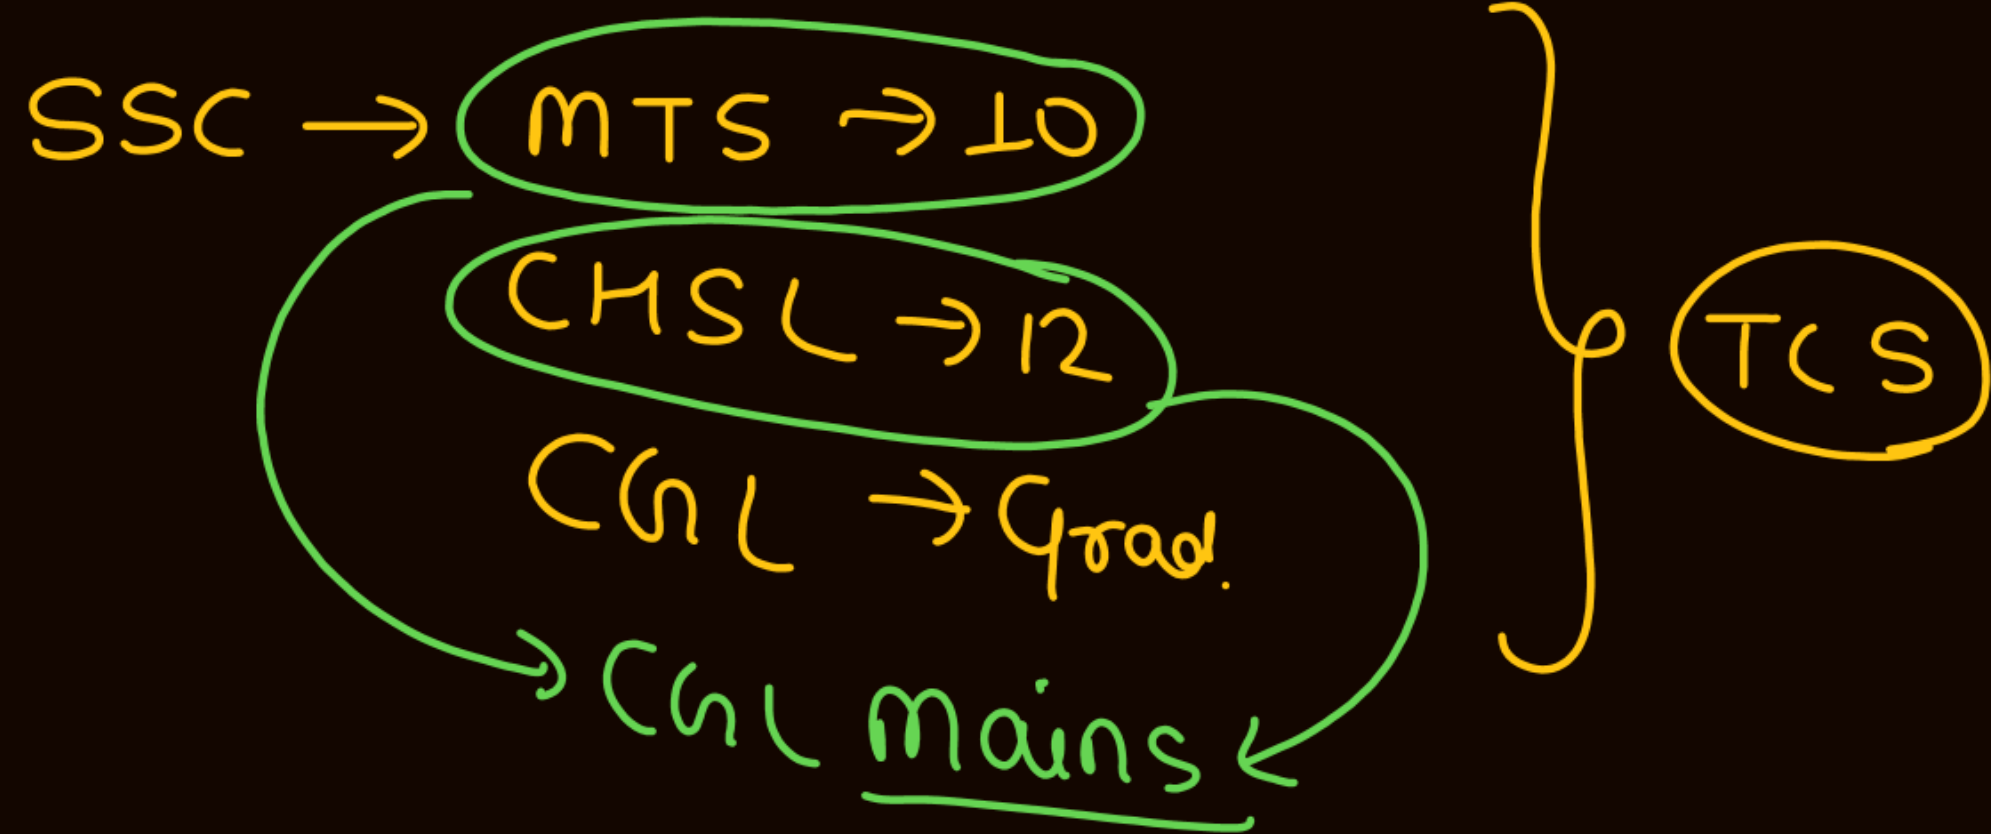 SSC → MTS → 10
CHSL → 12
TCS
CGL → Grad.
CGL Mains